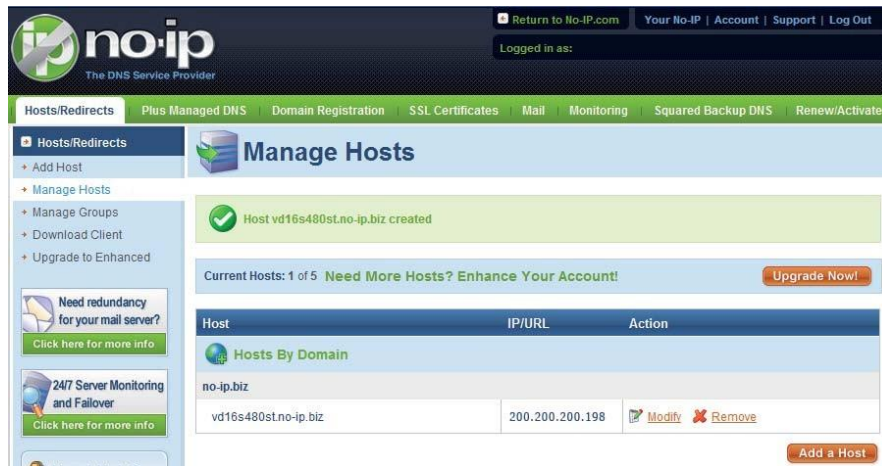 no·ip
The DNS Service Provider
Return to No-IP.com
Your No-IP | Account | Support | Log Out
Logged in as:
Hosts/Redirects
Plus Managed DNS
Domain Registration
SSL Certificates
Mail
Monitoring
Squared Backup DNS
Renew/Activate
Hosts/Redirects
Add Host
Manage Hosts
Manage Groups
Download Client
Upgrade to Enhanced
Need redundancy
for your mail server?
Click here for more info
24/7 Server Monitoring
and Failover
Click here for more info
Manage Hosts
Host vd16s480st.no-ip.biz created
Current Hosts: 1 of 5 Need More Hosts? Enhance Your Account!
Upgrade Now!
Host IP/URL Action
Hosts By Domain
no-ip.biz
vd16s480st.no-ip.biz 200.200.200.198 Modify Remove
Add a Host